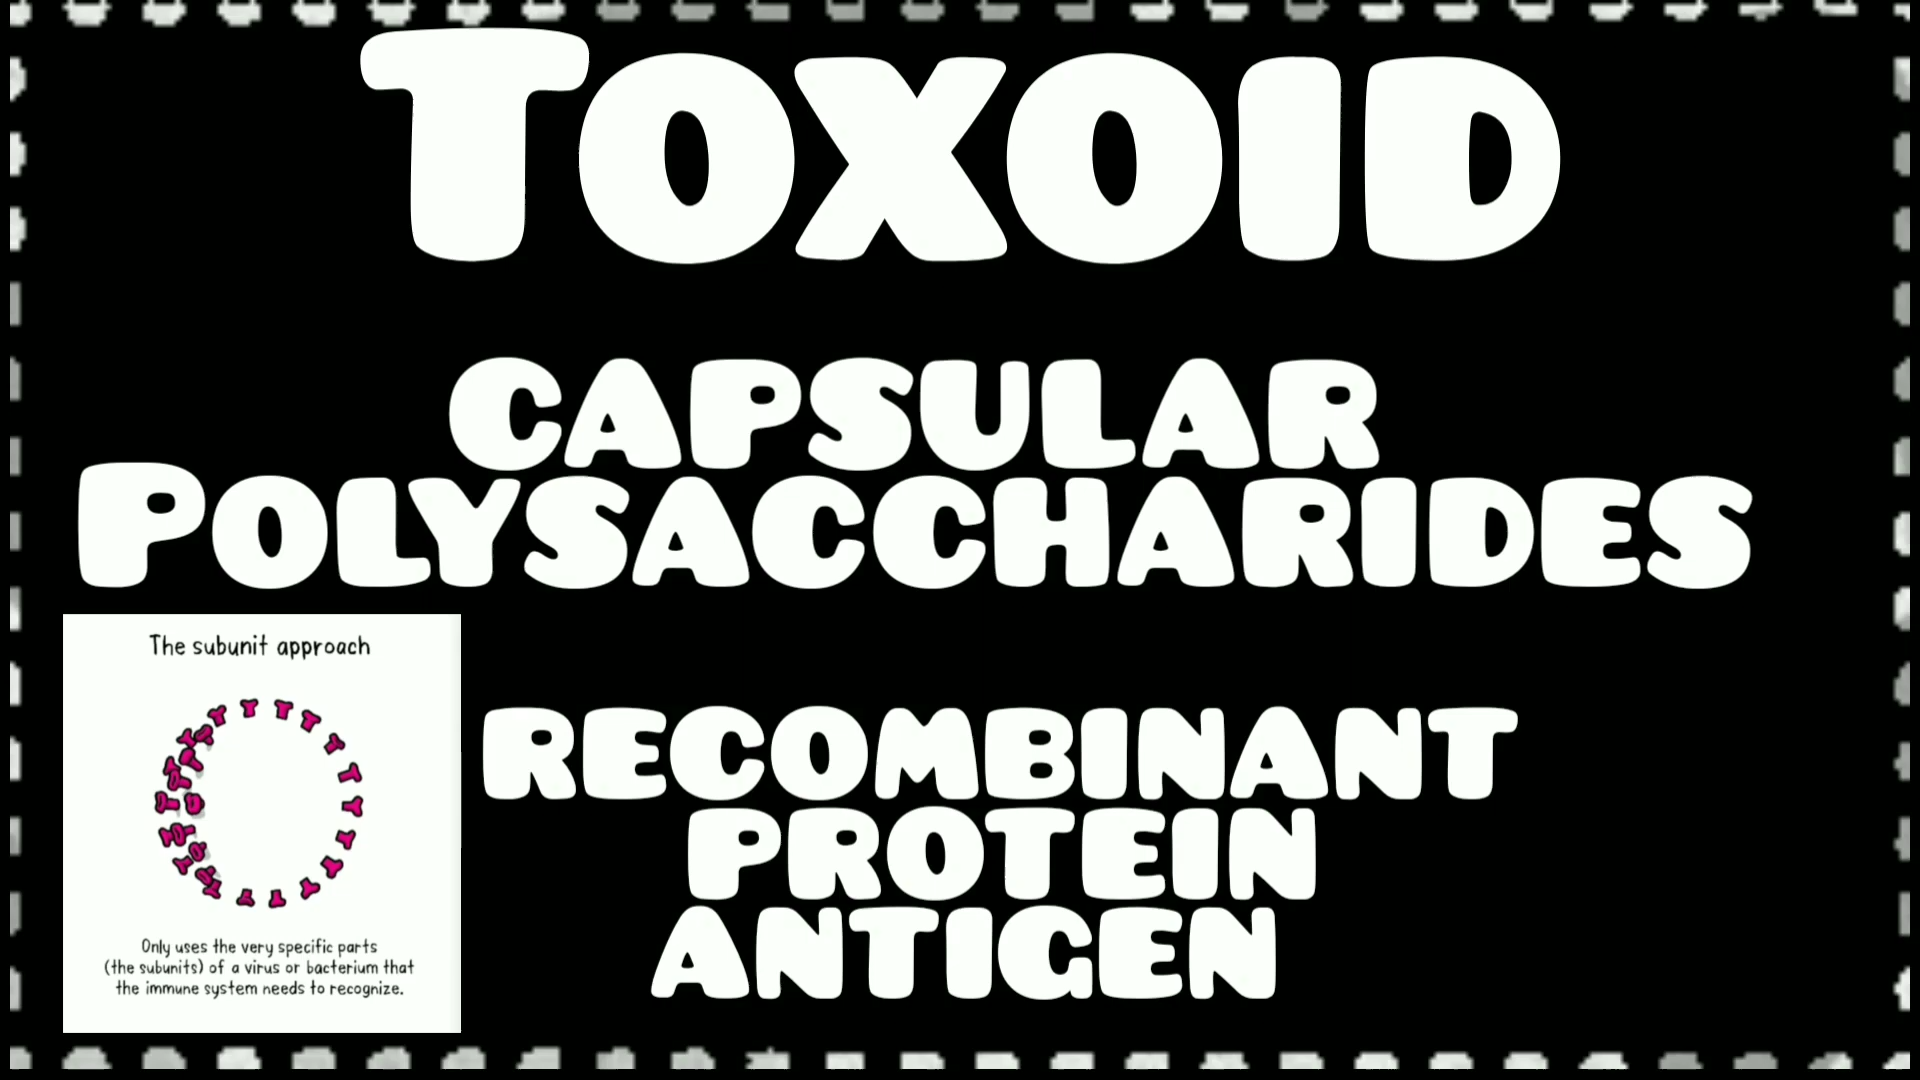 TOXOID
CAPSULAR
POLYSACCHARIDES
The subunit approach
RECOMBINANT
PROTEIN
ANTIGEN
Only uses the very specific parts
(the subunits) of a virus or bacterium that
the immune system needs to recognize.